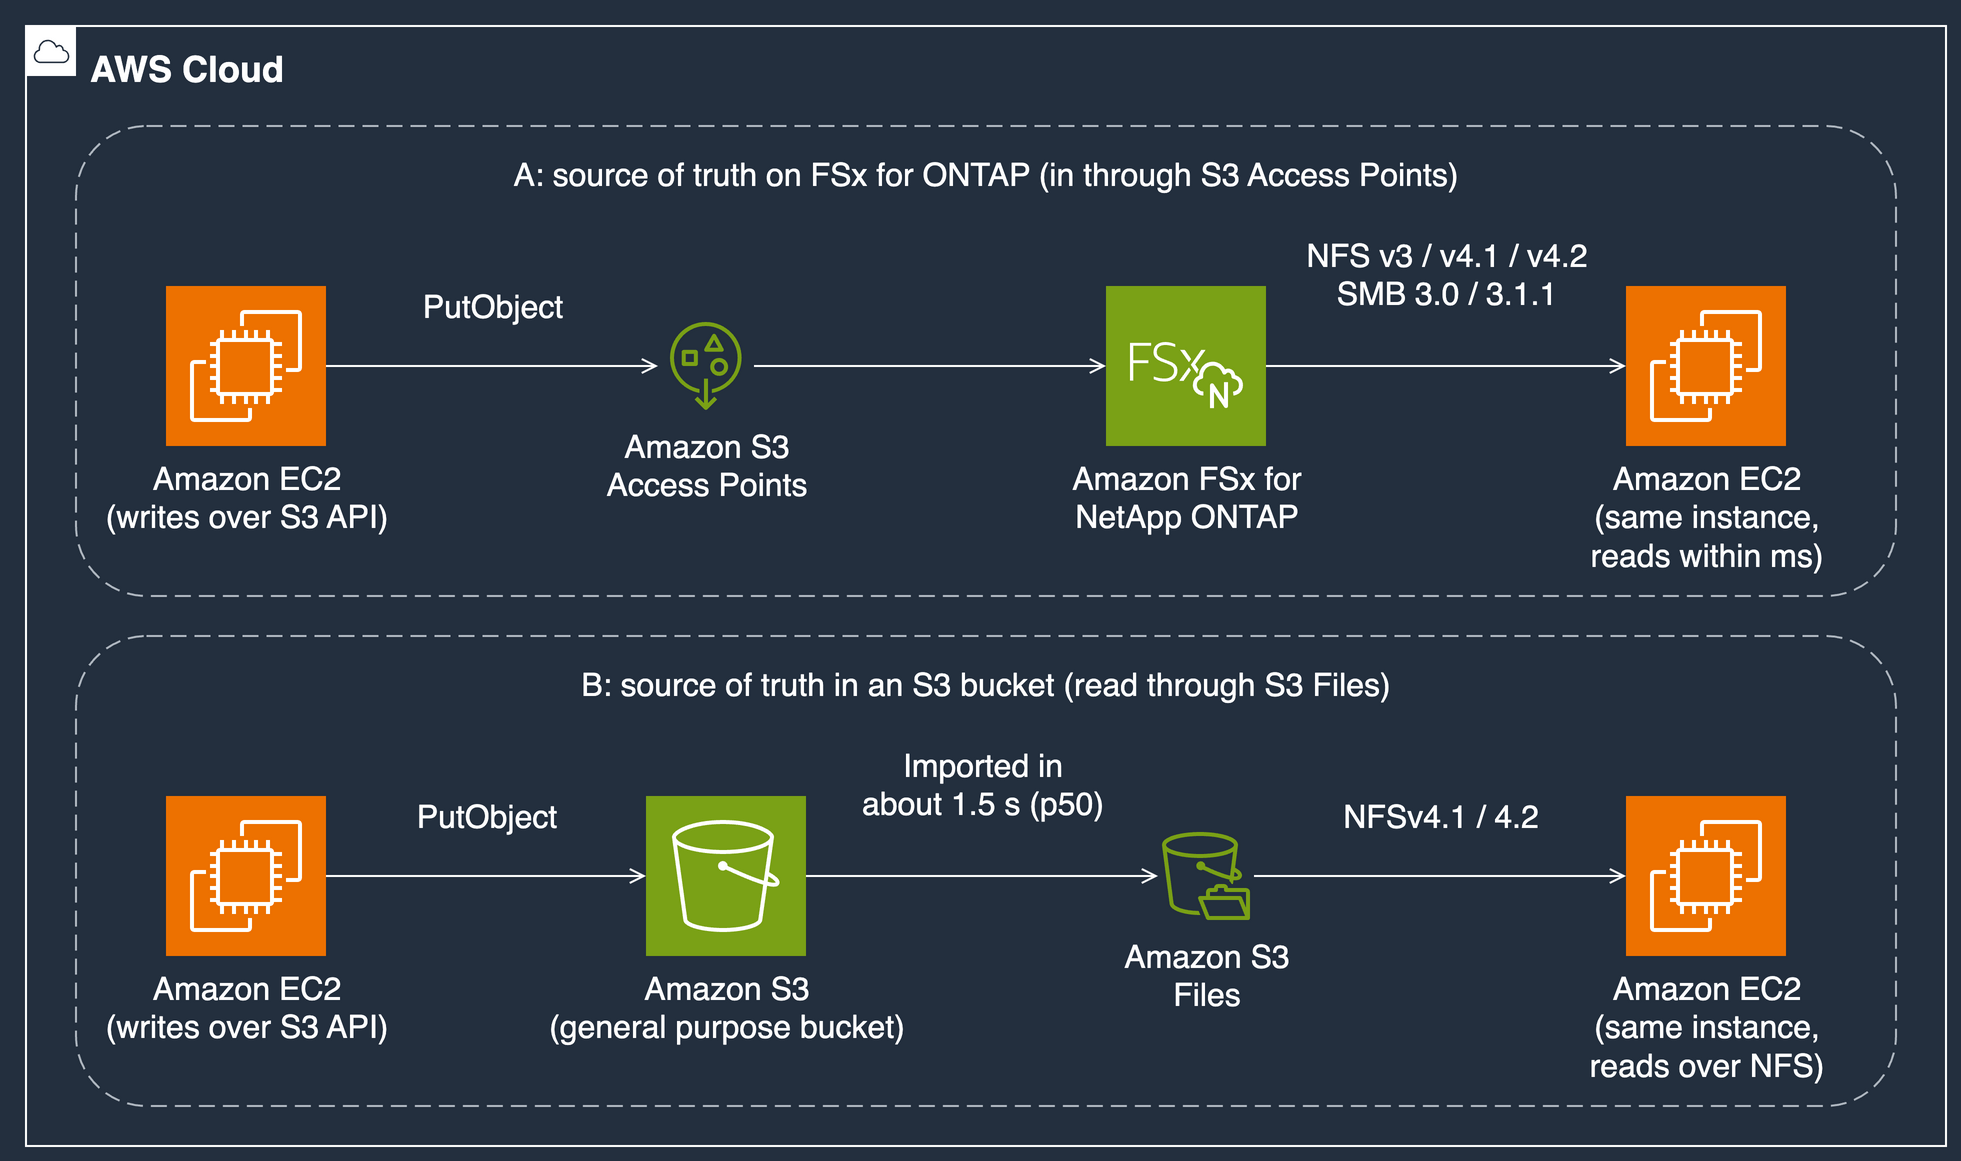 AWS Cloud
A: source of truth on FSx for ONTAP (in through S3 Access Points)
NFS v3 / v4.1 / v4.2
SMB 3.0 / 3.1.1
PutObject
FSx
N
Amazon EC2
(writes over S3 API)
Amazon S3
Access Points
Amazon FSx for
NetApp ONTAP
Amazon EC2
(same instance,
reads within ms)
B: source of truth in an S3 bucket (read through S3 Files)
PutObject
Imported in
about 1.5 s (p50)
NFSv4.1 / 4.2
Amazon EC2
(writes over S3 API)
Amazon S3
(general purpose bucket)
Amazon S3
Files
Amazon EC2
(same instance,
reads over NFS)